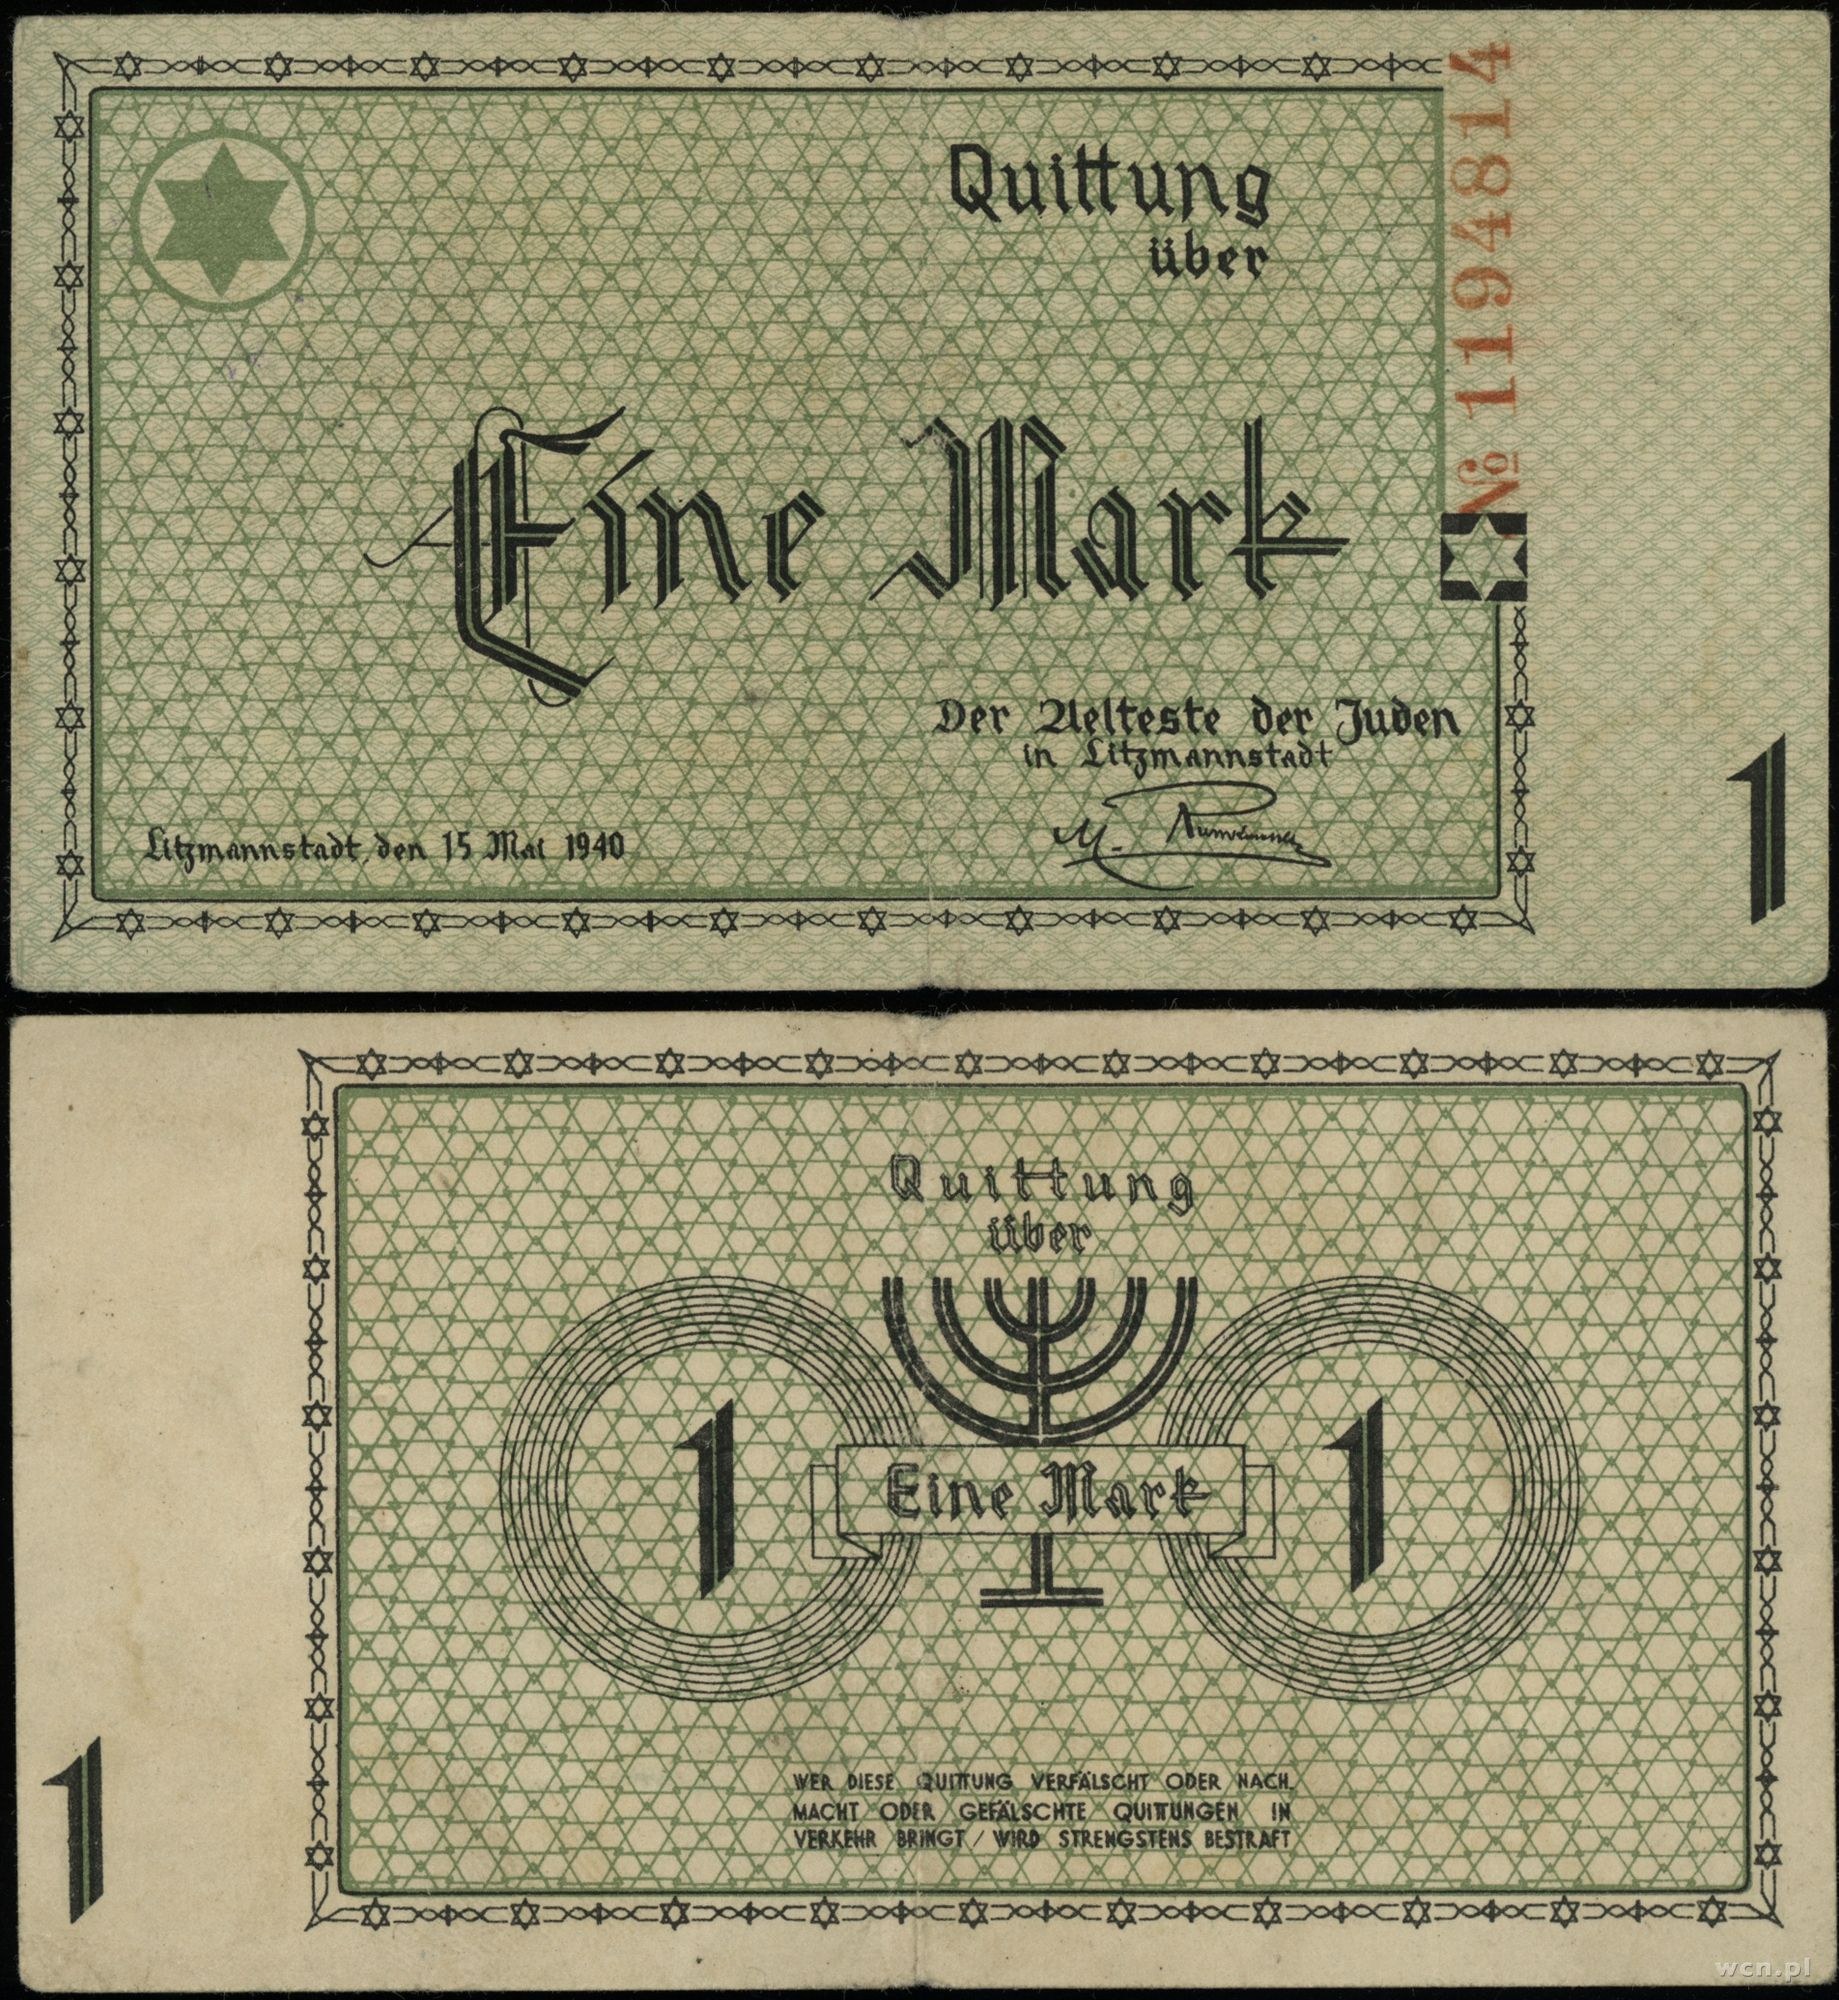 Quittung
über
Eine Mark
№ 1194814
Der Aelteste der Juden
in Litzmannstadt
Litzmannstadt, den 15 Mai 1940
M.
1
Quittung
über
1
Eine Mark
1
WER DIESE QUITTUNG VERFÄLSCHT ODER NACH-
MACHT ODER GEFÄLSCHTE QUITTUNGEN IN
VERKEHR BRINGT / WIRD STRENGSTENS BESTRAFT
1
wcn.pl